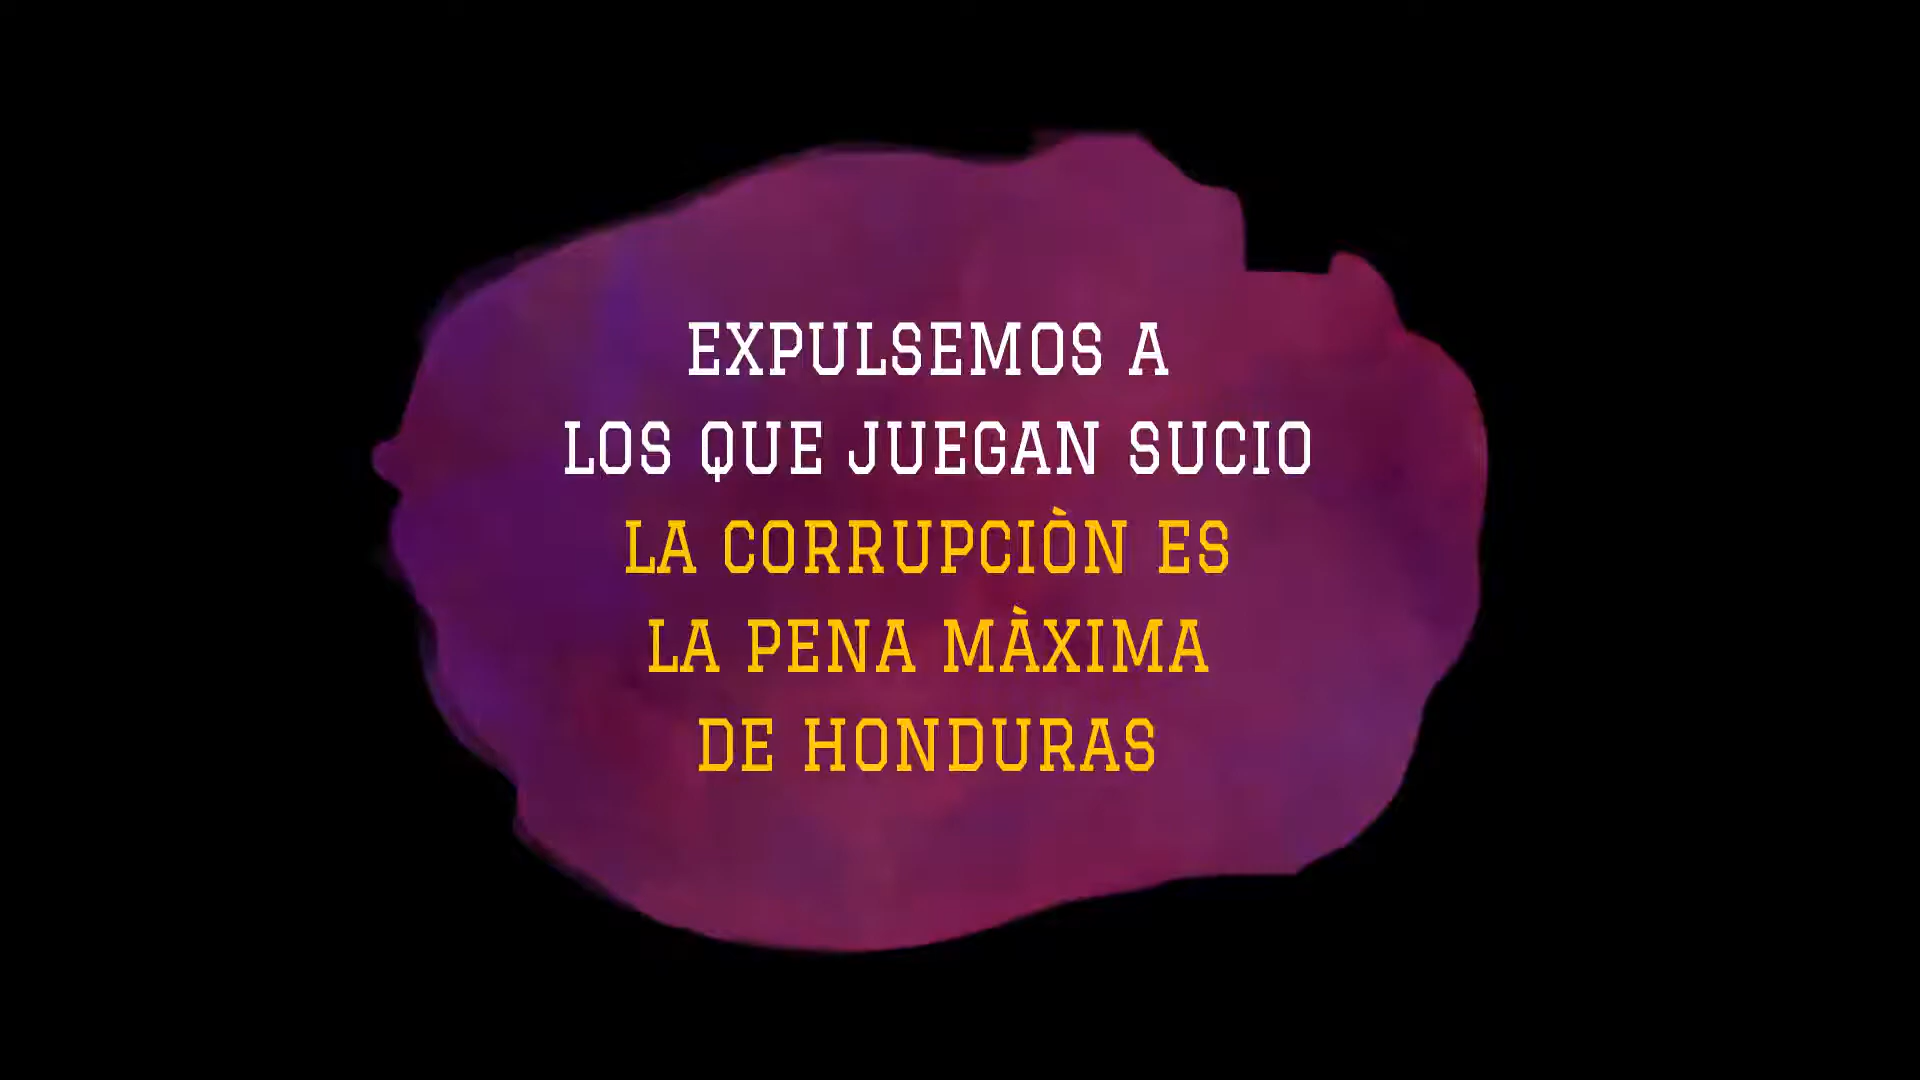 EXPULSEMOS A
LOS QUE JUEGAN SUCIO
LA CORRUPCIÒN ES
LA PENA MÀXIMA
DE HONDURAS